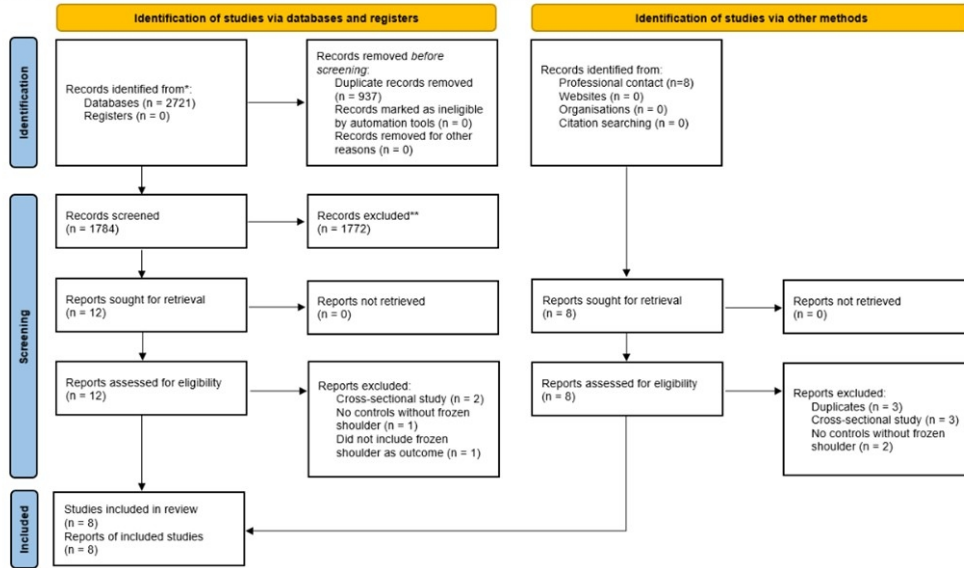 Identification of studies via databases and registers
Identification of studies via other methods
Identification
Records identified from*:
Databases (n = 2721)
Registers (n = 0)
Records removed before
screening:
Duplicate records removed
(n = 937)
Records marked as ineligible
by automation tools (n = 0)
Records removed for other
reasons (n = 0)
Records identified from:
Professional contact (n=8)
Websites (n = 0)
Organisations (n = 0)
Citation searching (n = 0)
Screening
Records screened
(n = 1784)
Records excluded**
(n = 1772)
Reports sought for retrieval
(n = 12)
Reports not retrieved
(n = 0)
Reports sought for retrieval
(n = 8)
Reports not retrieved
(n = 0)
Reports assessed for eligibility
(n = 12)
Reports excluded:
Cross-sectional study (n = 2)
No controls without frozen
shoulder (n = 1)
Did not include frozen
shoulder as outcome (n = 1)
Reports assessed for eligibility
(n = 8)
Reports excluded:
Duplicates (n = 3)
Cross-sectional study (n = 3)
No controls without frozen
shoulder (n = 2)
Included
Studies included in review
(n = 8)
Reports of included studies
(n = 8)